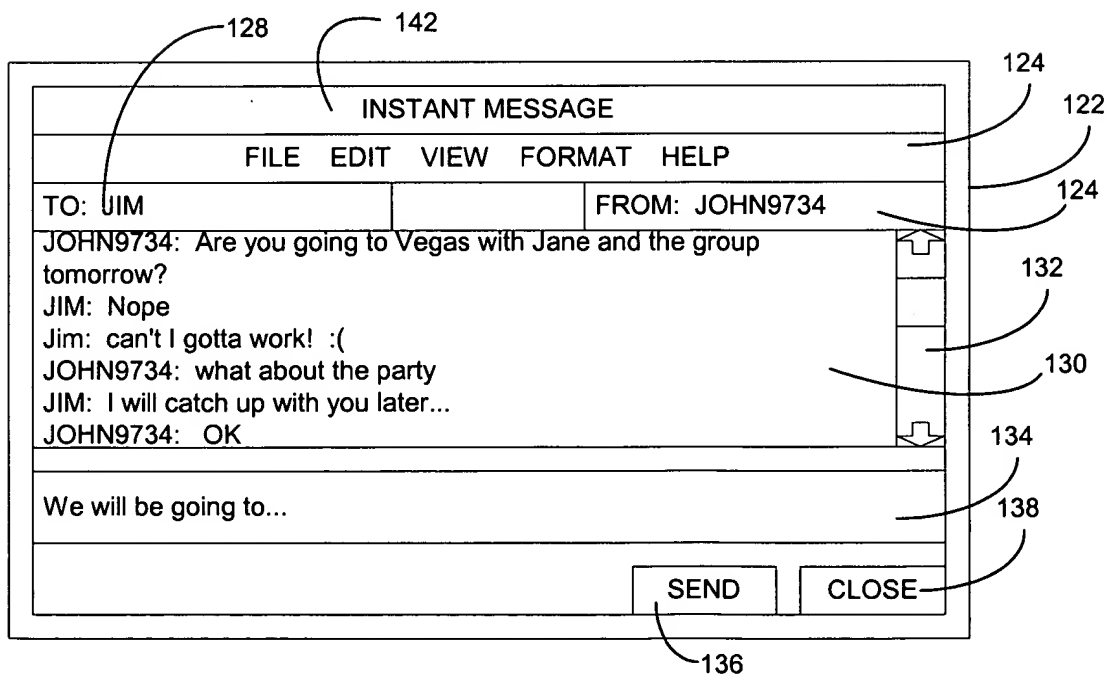 128
142
124
INSTANT MESSAGE
122
FILE EDIT VIEW FORMAT HELP
124
TO: JIM
FROM: JOHN9734
JOHN9734: Are you going to Vegas with Jane and the group
tomorrow?
132
JIM: Nope
Jim: can't I gotta work! :(
JOHN9734: what about the party
130
JIM: I will catch up with you later...
JOHN9734: OK
134
We will be going to...
138
SEND
CLOSE
136